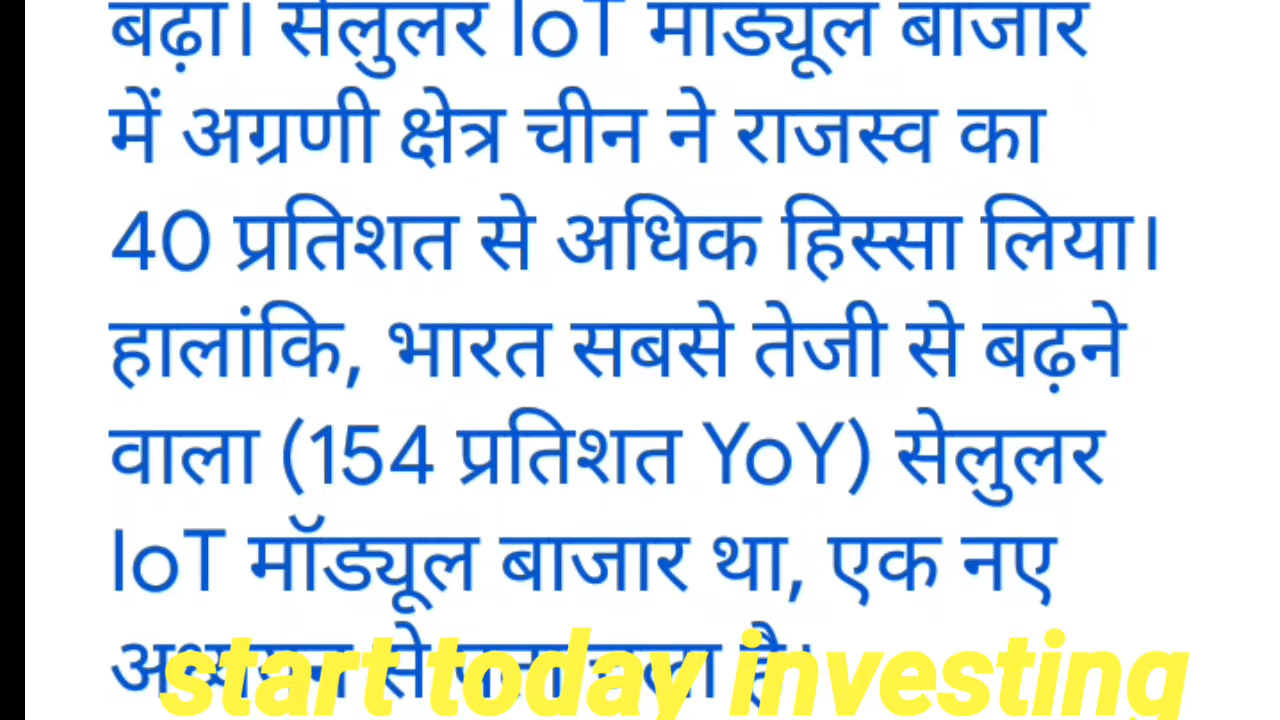 बढ़ा। सेलुलर IoT मॉड्यूल बाजार
में अग्रणी क्षेत्र चीन ने राजस्व का
40 प्रतिशत से अधिक हिस्सा लिया।
हालांकि, भारत सबसे तेजी से बढ़ने
वाला (154 प्रतिशत YoY) सेलुलर
IoT मॉड्यूल बाजार था, एक नए
से है।
start today investing